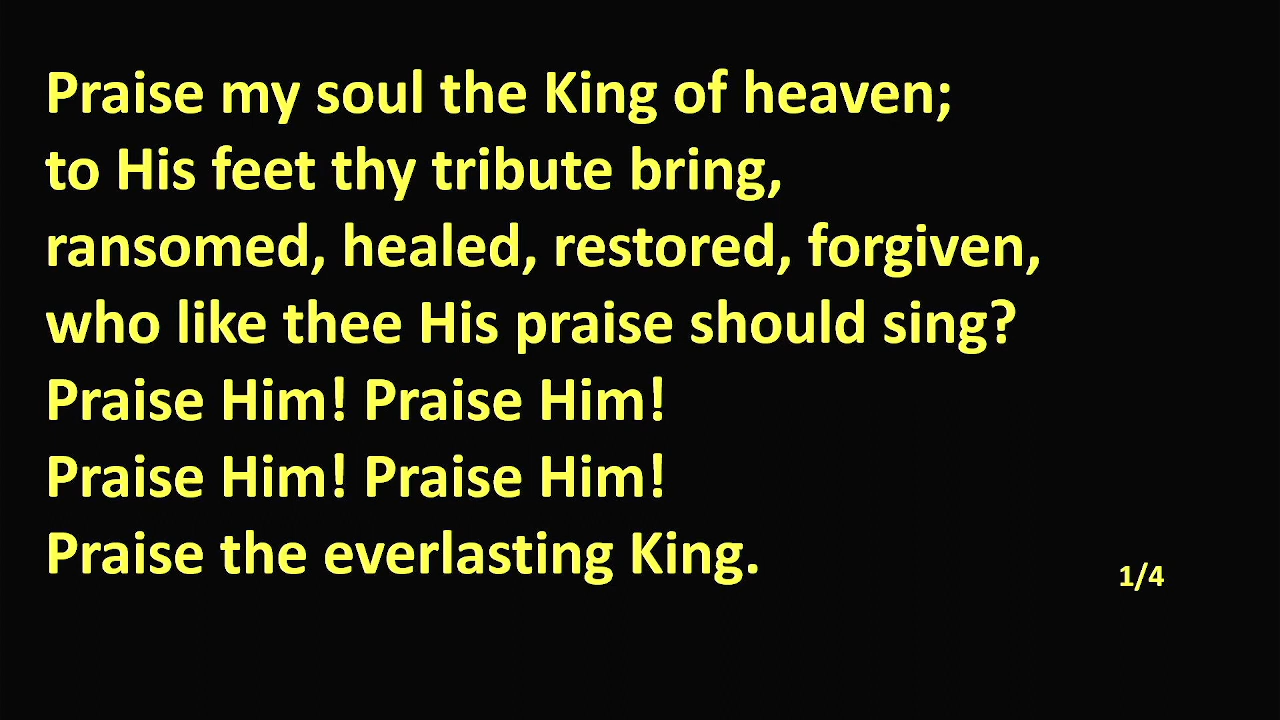 Praise my soul the King of heaven;
to His feet thy tribute bring,
ransomed, healed, restored, forgiven,
who like thee His praise should sing?
Praise Him! Praise Him!
Praise Him! Praise Him!
Praise the everlasting King.
1/4